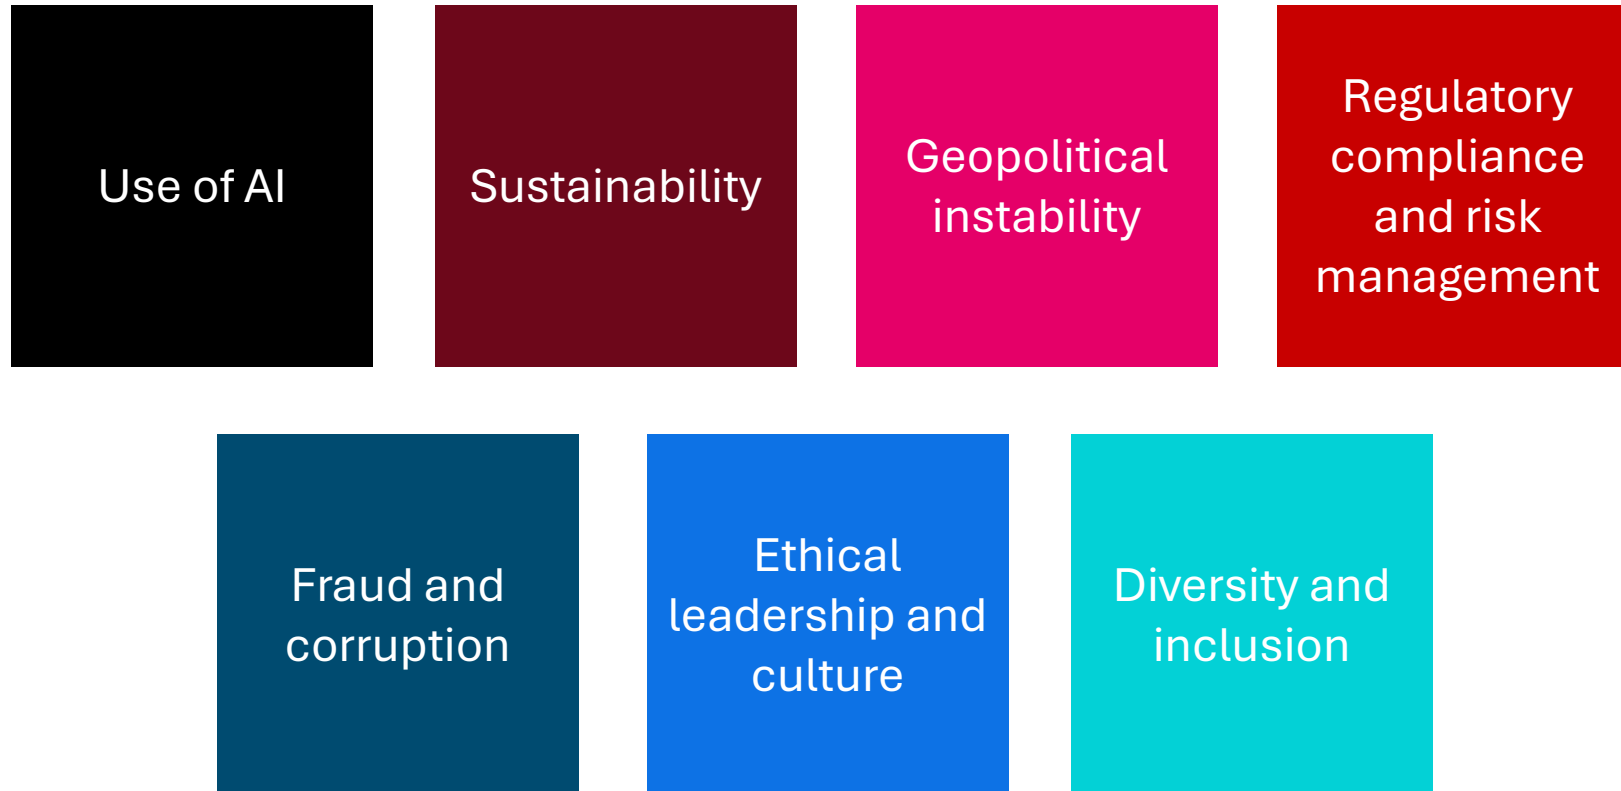 Use of AI
Sustainability
Geopolitical
instability
Regulatory
compliance
and risk
management
Fraud and
corruption
Ethical
leadership and
culture
Diversity and
inclusion